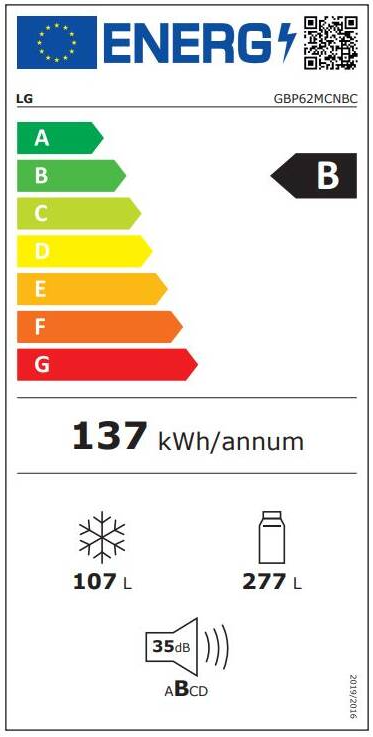 ENERG
LG GBP62MCNBC
A
B
B
C
D
E
F
G
137 kWh/annum
107 L 277 L
35dB
ABCD
2019/2016